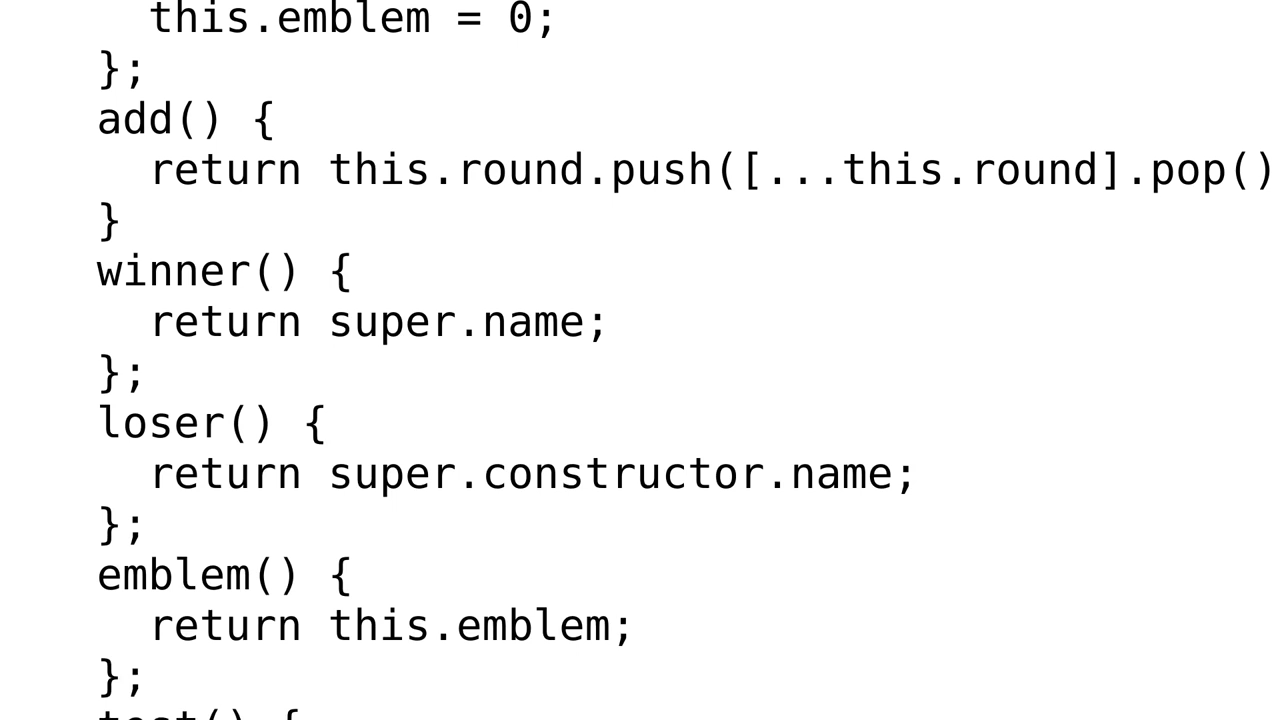 this.emblem = 0;
};
add() {
return this.round.push([...this.round].pop()
}
winner() {
return super.name;
};
loser() {
return super.constructor.name;
};
emblem() {
return this.emblem;
};
test() {